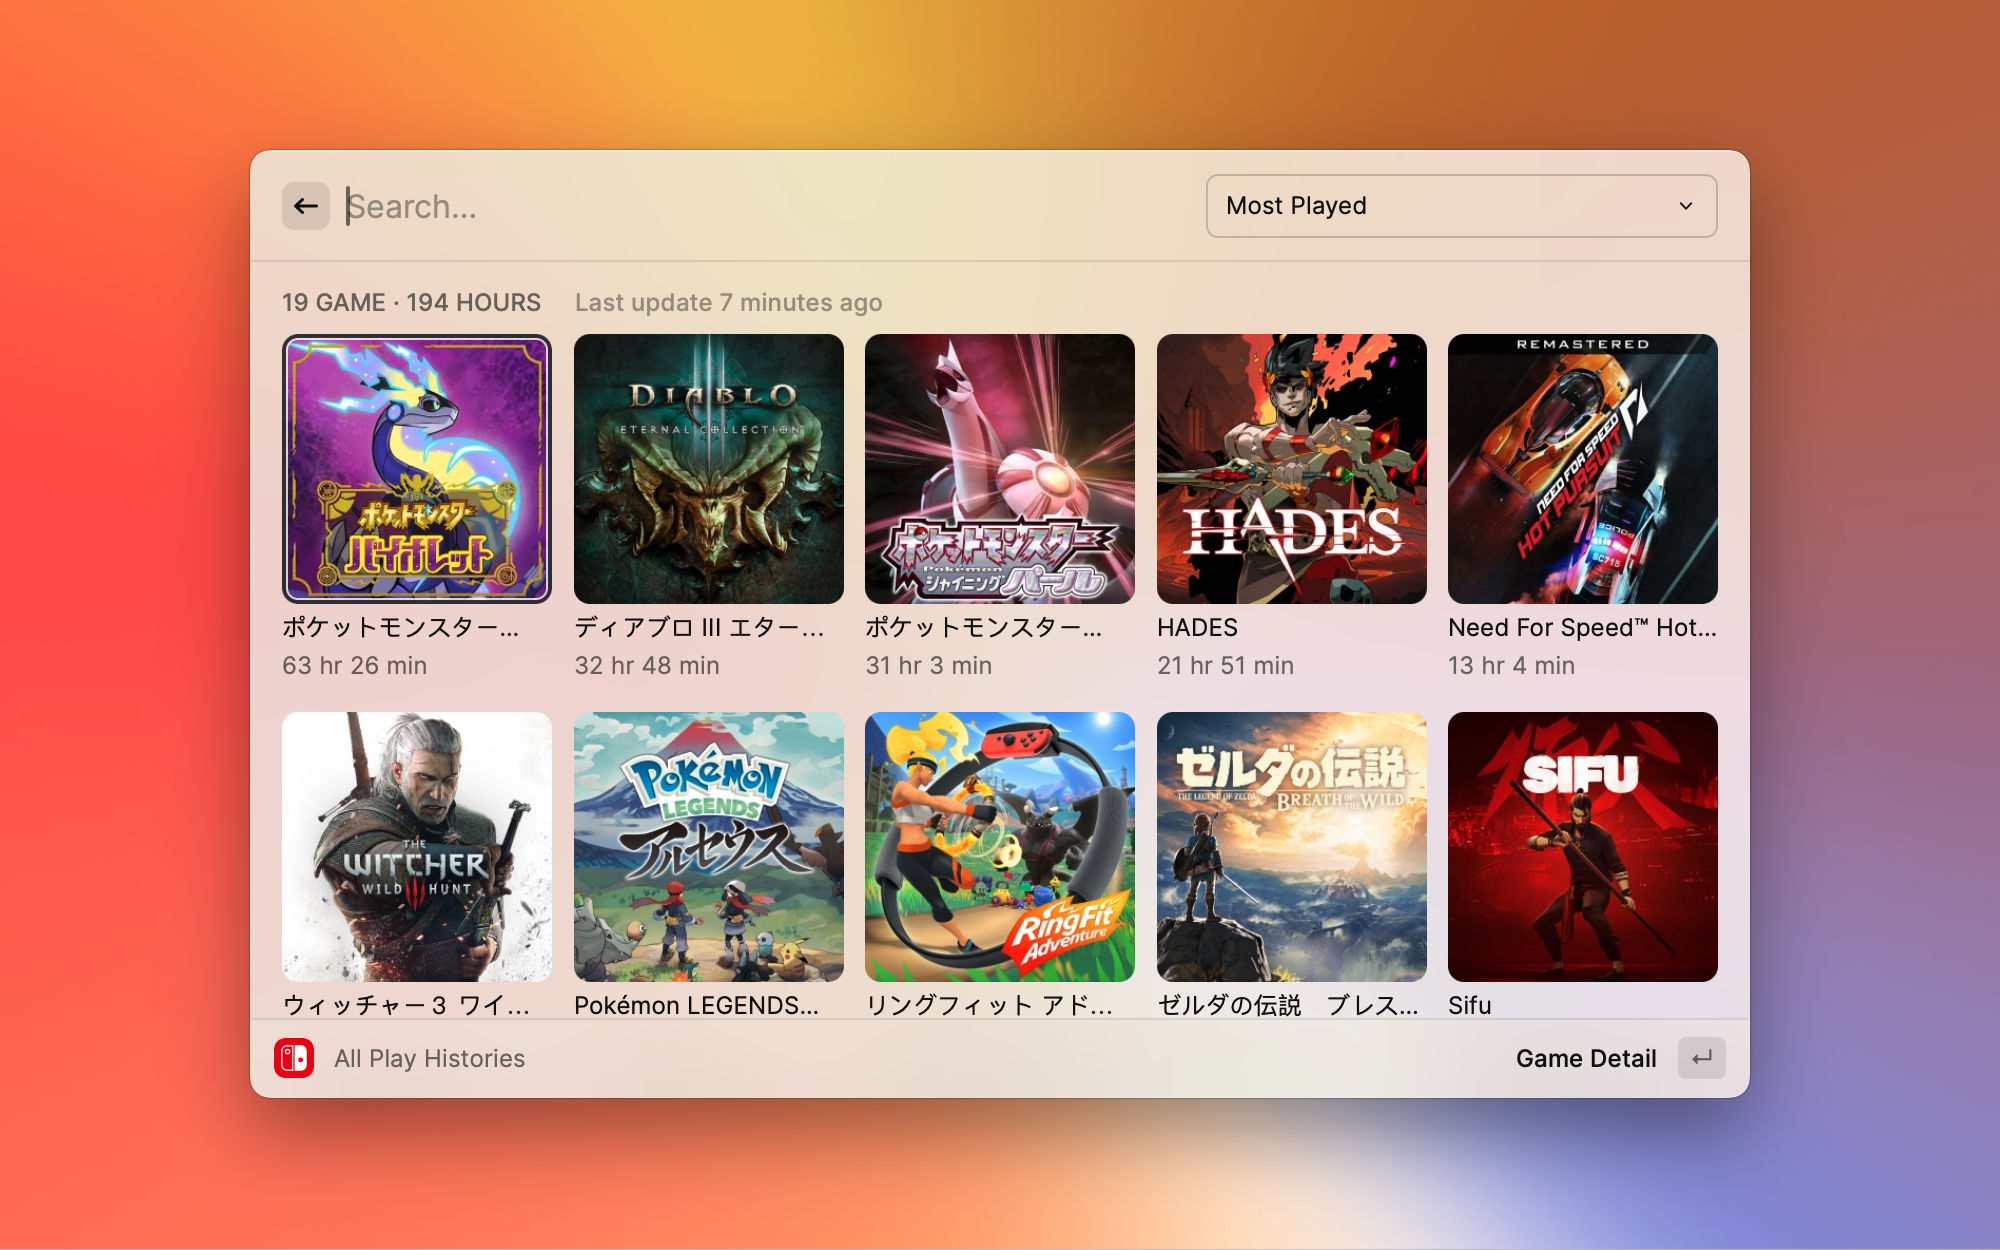 Search...
Most Played
19 GAME · 194 HOURS Last update 7 minutes ago
ポケットモンスター
バイオレット
DIABLO
III
ETERNAL COLLECTION
ポケットモンスター
Pokémon
シャイニングパール
HADES
REMASTERED
NEED FOR SPEED
HOT PURSUIT
POLICE
SC715
ポケットモンスター...
ディアブロ III エター...
ポケットモンスター...
HADES
Need For Speed™ Hot...
63 hr 26 min
32 hr 48 min
31 hr 3 min
21 hr 51 min
13 hr 4 min
THE
WITCHER
WILD HUNT
III
POKÉMON
LEGENDS
アルセウス
RingFit
Adventure
ゼルダの伝説
THE LEGEND OF ZELDA
BREATH OF THE WILD
SIFU
ウィッチャー3 ワイ...
Pokémon LEGENDS...
リングフィット アド...
ゼルダの伝説　ブレス...
Sifu
All Play Histories
Game Detail